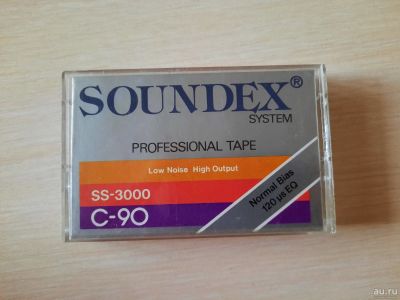 SOUNDEX®
SYSTEM
PROFESSIONAL TAPE
Low Noise High Output
SS-3000
C-90
Normal Bias
120 µs EQ
au.ru